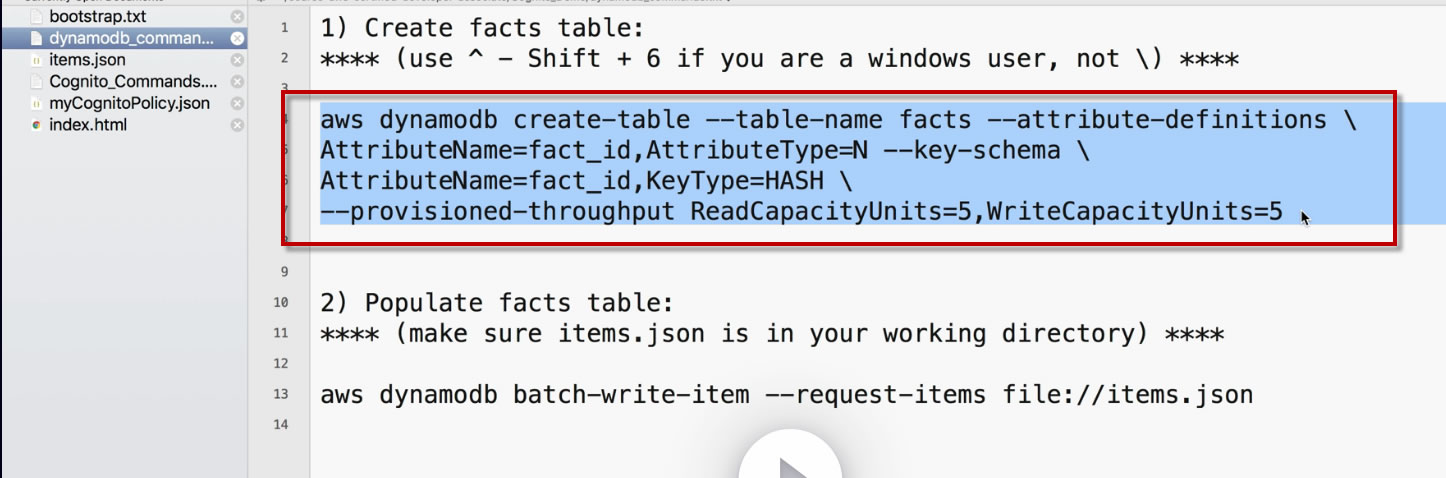 bootstrap.txt
dynamodb_comman...
items.json
Cognito_Commands....
myCognitoPolicy.json
index.html
1 1) Create facts table:
2 **** (use ^ - Shift + 6 if you are a windows user, not \) ****
3
4 aws dynamodb create-table --table-name facts --attribute-definitions \
5 AttributeName=fact_id,AttributeType=N --key-schema \
6 AttributeName=fact_id,KeyType=HASH \
7 --provisioned-throughput ReadCapacityUnits=5,WriteCapacityUnits=5
8
9
10 2) Populate facts table:
11 **** (make sure items.json is in your working directory) ****
12
13 aws dynamodb batch-write-item --request-items file://items.json
14